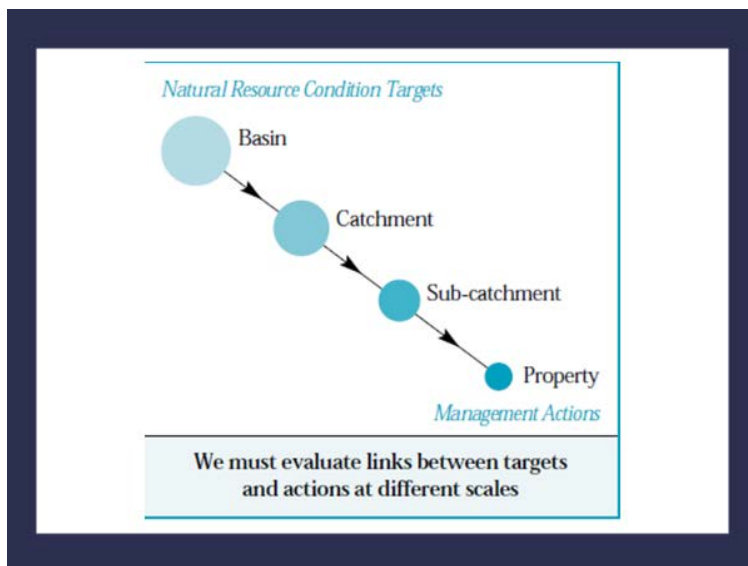 Natural Resource Condition Targets
Basin
Catchment
Sub-catchment
Property
Management Actions
We must evaluate links between targets
and actions at different scales